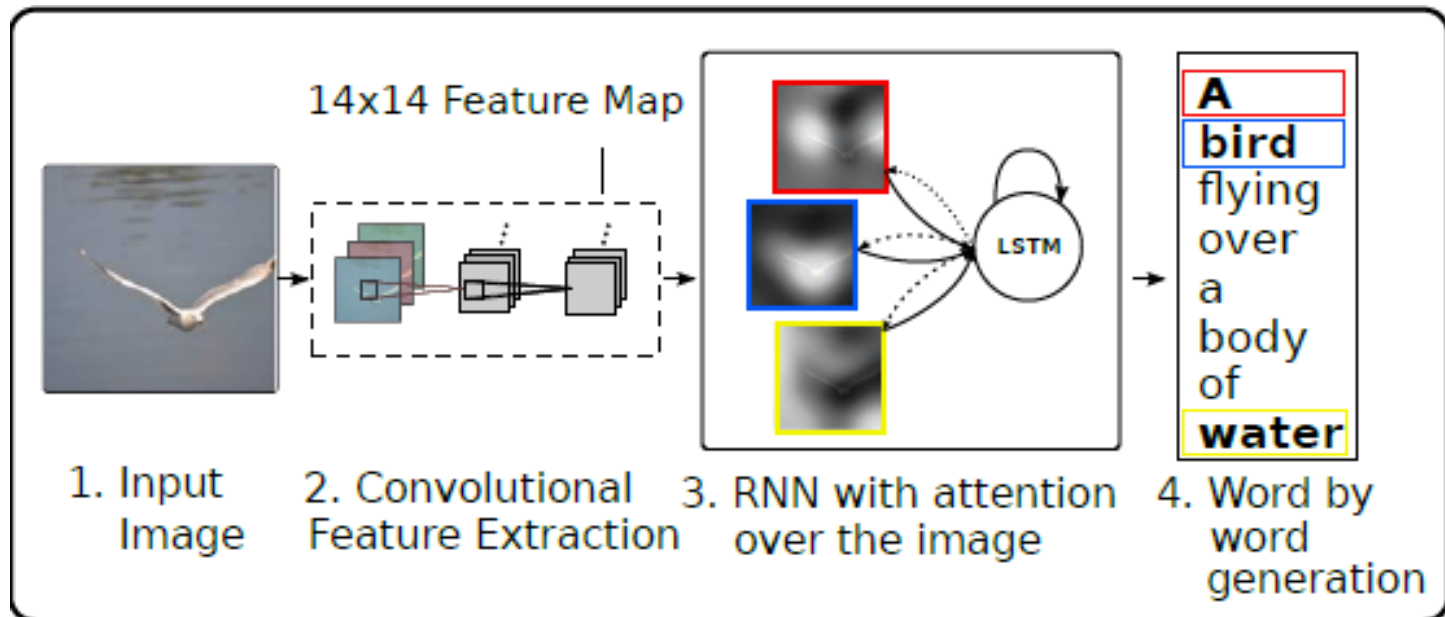 14x14 Feature Map
LSTM
A
bird
flying
over
a
body
of
water
1. Input
Image
2. Convolutional
Feature Extraction
3. RNN with attention
over the image
4. Word by
word
generation